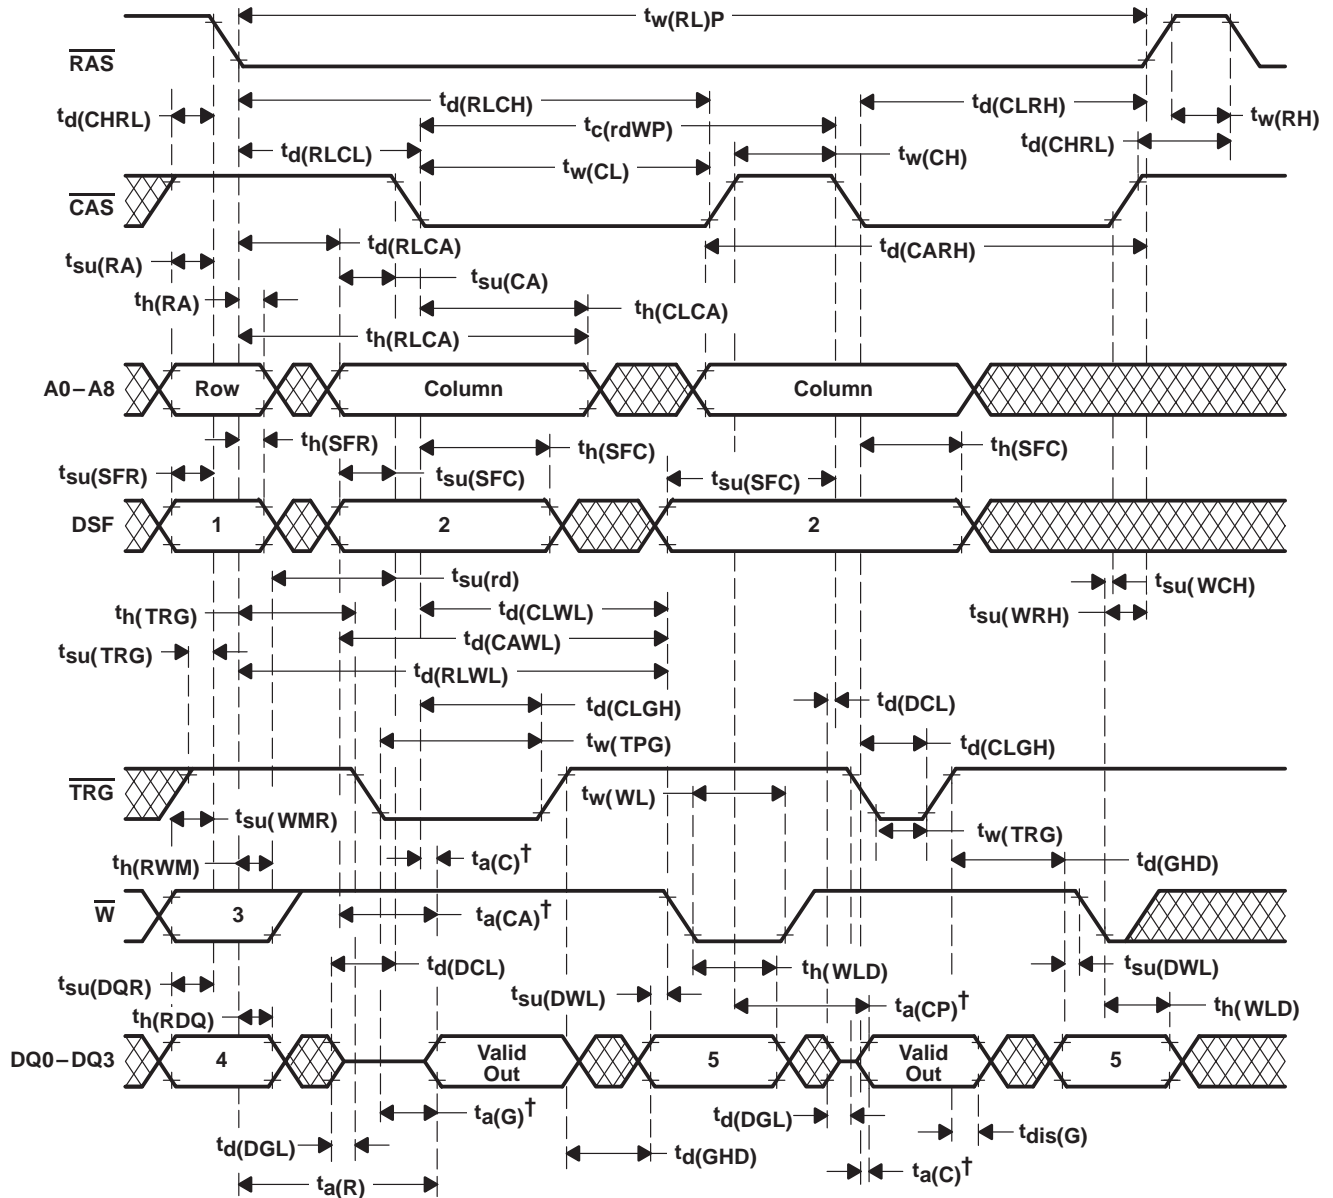 tw(RL)P
RAS
td(RLCH)
td(CLRH)
td(CHRL)
tc(rdWP)
tw(RH)
td(CHRL)
td(RLCL)
tw(CH)
tw(CL)
CAS
td(RLCA)
td(CARH)
tsu(RA)
tsu(CA)
th(RA)
th(CLCA)
th(RLCA)
A0–A8
Row
Column
Column
th(SFR)
th(SFC)
th(SFC)
tsu(SFR)
tsu(SFC)
tsu(SFC)
DSF
1
2
2
tsu(rd)
tsu(WCH)
th(TRG)
td(CLWL)
tsu(WRH)
td(CAWL)
tsu(TRG)
td(RLWL)
td(CLGH)
td(DCL)
tw(TPG)
td(CLGH)
TRG
tw(WL)
tsu(WMR)
tw(TRG)
th(RWM)
ta(C)†
td(GHD)
W
3
ta(CA)†
td(DCL)
th(WLD)
tsu(DWL)
tsu(DQR)
tsu(DWL)
ta(CP)†
th(WLD)
th(RDQ)
DQ0–DQ3
4
Valid
Out
5
Valid
Out
5
ta(G)†
td(DGL)
td(DGL)
tdis(G)
td(GHD)
ta(C)†
ta(R)